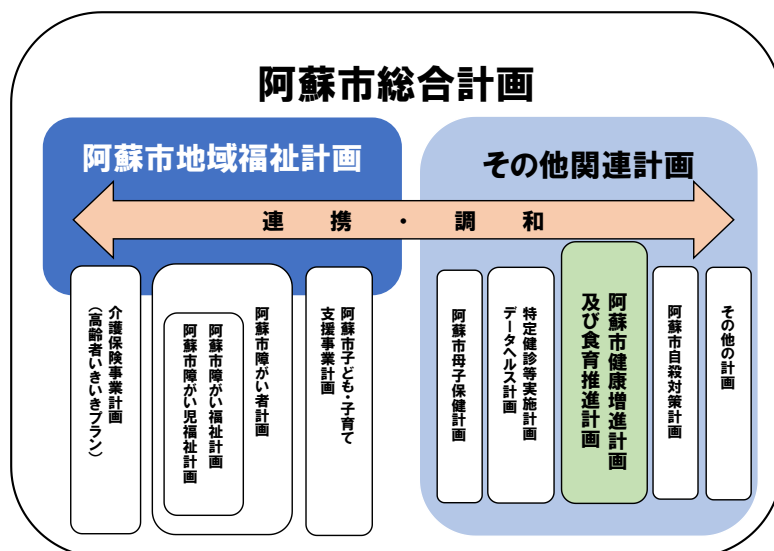 阿蘇市総合計画
阿蘇市地域福祉計画
その他関連計画
連携・調和
介護保険事業計画
（高齢者いきいきプラン）
阿蘇市障がい者計画
阿蘇市障がい福祉計画
阿蘇市障がい児福祉計画
阿蘇市子ども・子育て
支援事業計画
阿蘇市母子保健計画
特定健診等実施計画
データヘルス計画
阿蘇市健康増進計画
及び食育推進計画
阿蘇市自殺対策計画
その他の計画